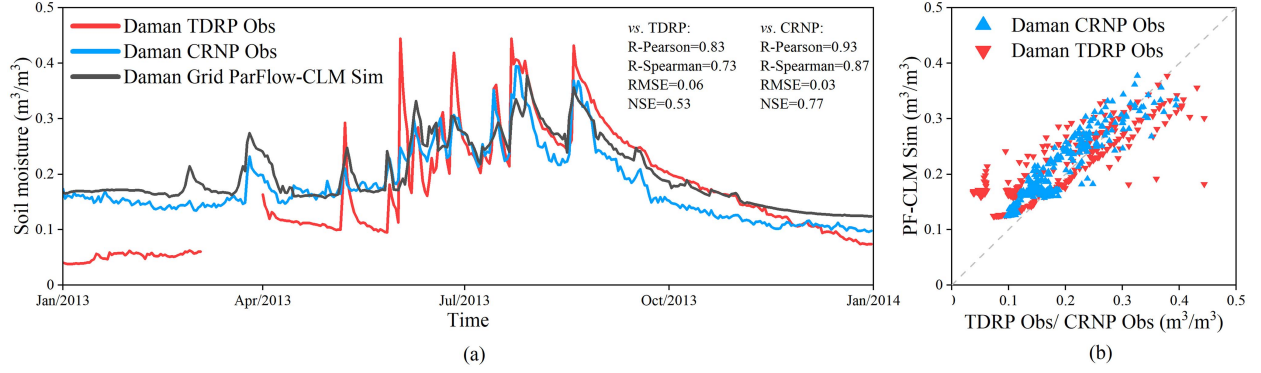 Daman TDRP Obs
Daman CRNP Obs
Daman Grid ParFlow-CLM Sim
vs. TDRP:
R-Pearson=0.83
R-Spearman=0.73
RMSE=0.06
NSE=0.53
vs. CRNP:
R-Pearson=0.93
R-Spearman=0.87
RMSE=0.03
NSE=0.77
Soil moisture (m³/m³)
0.5
0.4
0.3
0.2
0.1
0
Jan/2013
Apr/2013
Jul/2013
Oct/2013
Jan/2014
Time
(a)
Daman CRNP Obs
Daman TDRP Obs
PF-CLM Sim (m³/m³)
0.5
0.4
0.3
0.2
0.1
0
0.1
0.2
0.3
0.4
0.5
TDRP Obs/ CRNP Obs (m³/m³)
(b)